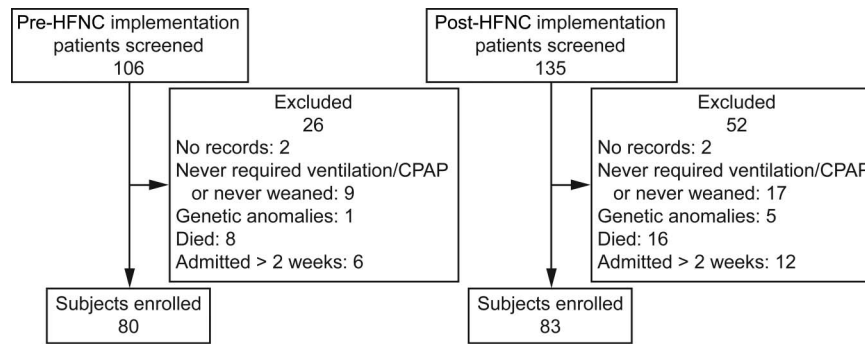 Pre-HFNC implementation
patients screened
106
Excluded
26
No records: 2
Never required ventilation/CPAP
or never weaned: 9
Genetic anomalies: 1
Died: 8
Admitted > 2 weeks: 6
Subjects enrolled
80
Post-HFNC implementation
patients screened
135
Excluded
52
No records: 2
Never required ventilation/CPAP
or never weaned: 17
Genetic anomalies: 5
Died: 16
Admitted > 2 weeks: 12
Subjects enrolled
83